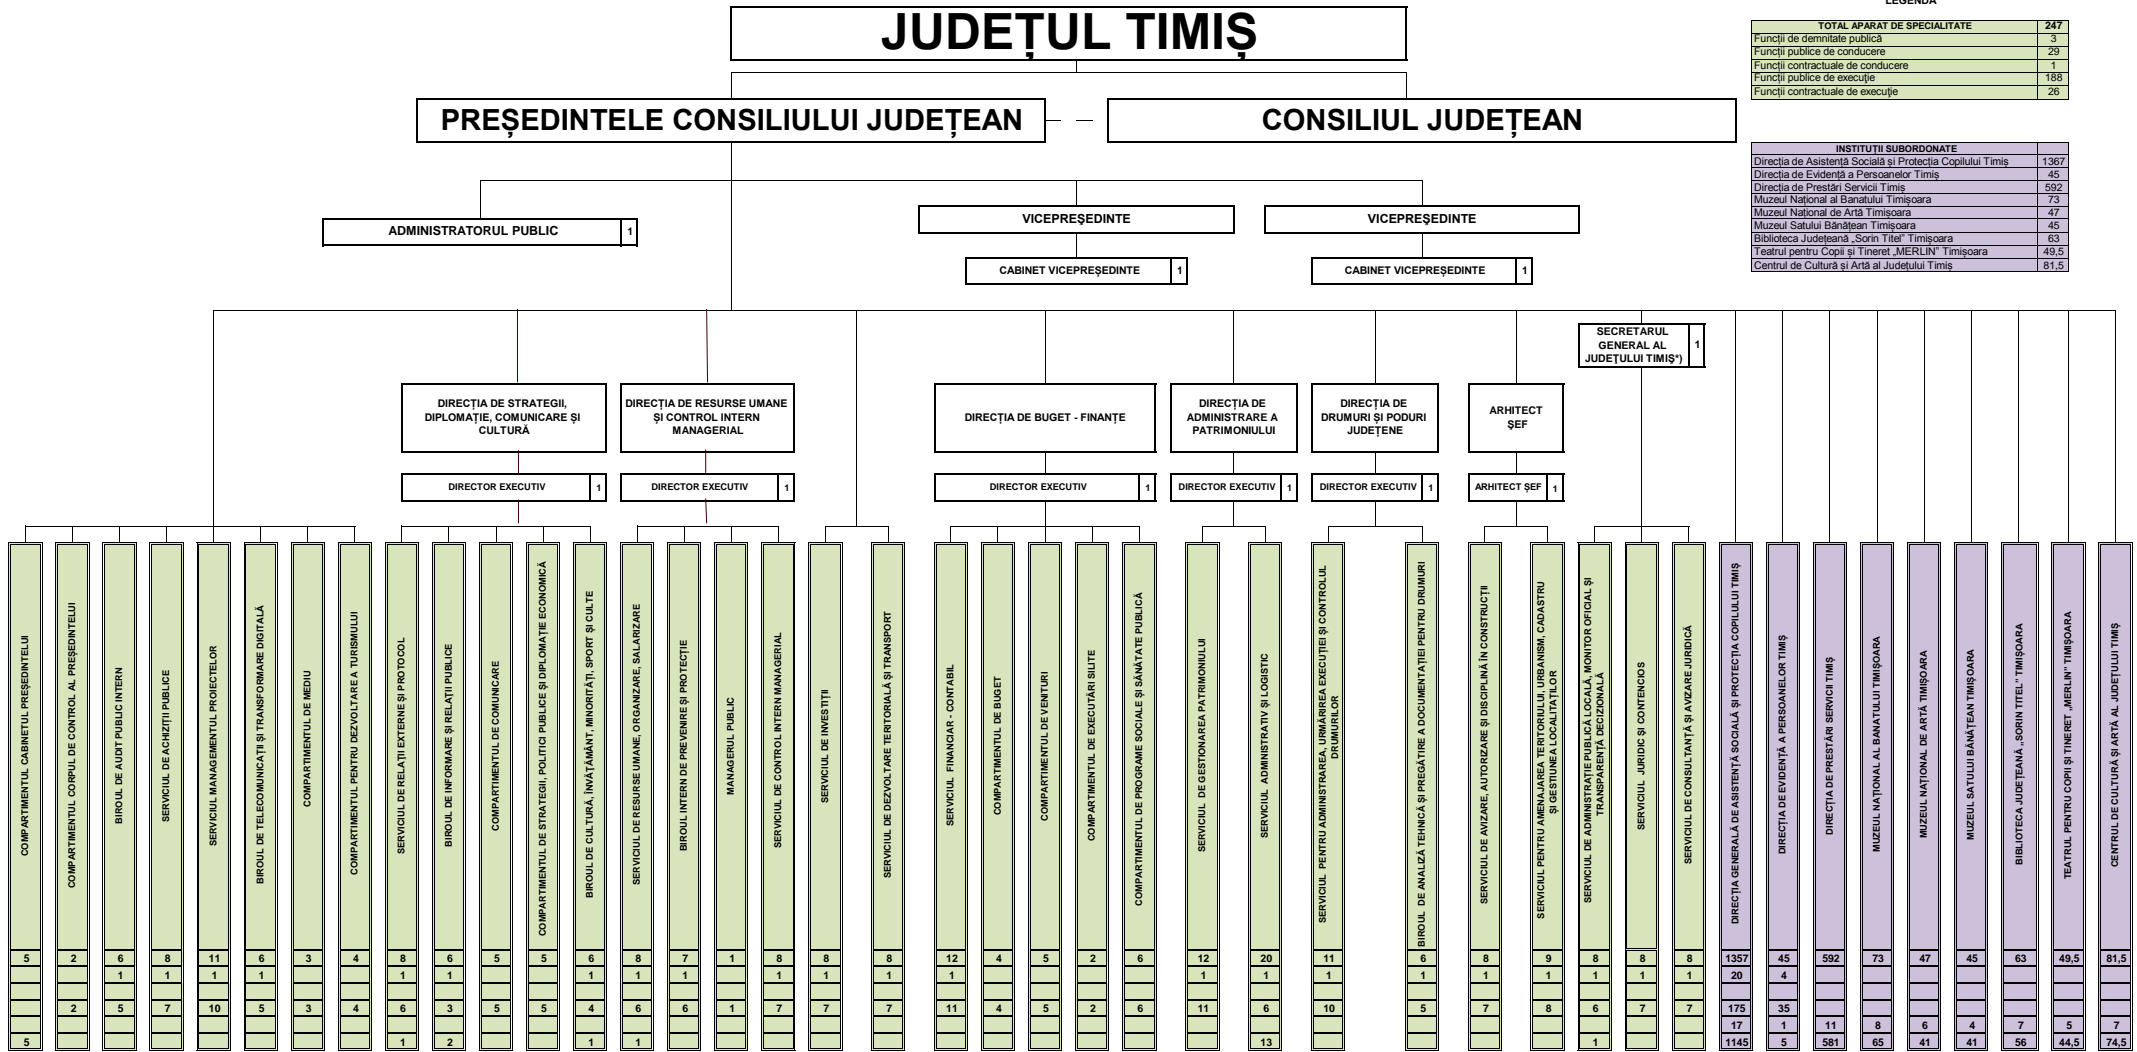 LEGENDA
JUDEȚUL TIMIȘ
TOTAL APARAT DE SPECIALITATE 247
Funcții de demnitate publică 3
Funcții publice de conducere 29
Funcții contractuale de conducere 1
Funcții publice de execuție 188
Funcții contractuale de execuție 26
PREȘEDINTELE CONSILIULUI JUDEȚEAN
CONSILIUL JUDEȚEAN
INSTITUȚII SUBORDONATE
Direcția de Asistență Socială și Protecția Copilului Timiș 1367
Direcția de Evidență a Persoanelor Timiș 45
Direcția de Prestări Servicii Timiș 592
Muzeul Național al Banatului Timișoara 73
Muzeul Național de Artă Timișoara 47
Muzeul Satului Bănățean Timișoara 45
Biblioteca Județeană „Sorin Titel” Timișoara 63
Teatrul pentru Copii și Tineret „MERLIN” Timișoara 49,5
Centrul de Cultură și Artă al Județului Timiș 81,5
ADMINISTRATORUL PUBLIC 1
VICEPREȘEDINTE
VICEPREȘEDINTE
CABINET VICEPREȘEDINTE 1
CABINET VICEPREȘEDINTE 1
SECRETARUL
GENERAL AL
JUDEȚULUI TIMIȘ*)
1
DIRECȚIA DE STRATEGII,
DIPLOMAȚIE, COMUNICARE ȘI
CULTURĂ
DIRECȚIA DE RESURSE UMANE
ȘI CONTROL INTERN
MANAGERIAL
DIRECȚIA DE BUGET - FINANȚE
DIRECȚIA DE
ADMINISTRARE A
PATRIMONIULUI
DIRECȚIA DE
DRUMURI ȘI PODURI
JUDEȚENE
ARHITECT
ȘEF
DIRECTOR EXECUTIV 1
DIRECTOR EXECUTIV 1
DIRECTOR EXECUTIV 1
DIRECTOR EXECUTIV 1
DIRECTOR EXECUTIV 1
ARHITECT ȘEF 1
COMPARTIMENTUL CABINETUL PREȘEDINTELUI
COMPARTIMENTUL CORPUL DE CONTROL AL PREȘEDINTELUI
BIROUL DE AUDIT PUBLIC INTERN
SERVICIUL DE ACHIZIȚII PUBLICE
SERVICIUL MANAGEMENTUL PROIECTELOR
BIROUL DE TELECOMUNICAȚII ȘI TRANSFORMARE DIGITALĂ
COMPARTIMENTUL DE MEDIU
COMPARTIMENTUL PENTRU DEZVOLTARE A TURISMULUI
SERVICIUL DE RELAȚII EXTERNE ȘI PROTOCOL
BIROUL DE INFORMARE ȘI RELAȚII PUBLICE
COMPARTIMENTUL DE COMUNICARE
COMPARTIMENTUL DE STRATEGII, POLITICI PUBLICE ȘI DIPLOMAȚIE ECONOMICĂ
BIROUL DE CULTURĂ, ÎNVĂȚĂMÂNT, MINORITĂȚI, SPORT ȘI CULTE
SERVICIUL DE RESURSE UMANE, ORGANIZARE, SALARIZARE
BIROUL INTERN DE PREVENIRE ȘI PROTECȚIE
MANAGERUL PUBLIC
SERVICIUL DE CONTROL INTERN MANAGERIAL
SERVICIUL DE INVESTIȚII
SERVICIUL DE DEZVOLTARE TERITORIALĂ ȘI TRANSPORT
SERVICIUL FINANCIAR - CONTABIL
COMPARTIMENTUL DE BUGET
COMPARTIMENTUL DE VENITURI
COMPARTIMENTUL DE EXECUTĂRI SILITE
COMPARTIMENTUL DE PROGRAME SOCIALE ȘI SĂNĂTATE PUBLICĂ
SERVICIUL DE GESTIONAREA PATRIMONIULUI
SERVICIUL ADMINISTRATIV ȘI LOGISTIC
SERVICIUL PENTRU ADMINISTRAREA, URMĂRIREA EXECUȚIEI ȘI CONTROLUL
DRUMURILOR
BIROUL DE ANALIZĂ TEHNICĂ ȘI PREGĂTIRE A DOCUMENTAȚIEI PENTRU DRUMURI
SERVICIUL DE AVIZARE, AUTORIZARE ȘI DISCIPLINĂ ÎN CONSTRUCȚII
SERVICIUL PENTRU AMENAJAREA TERITORIULUI, URBANISM, CADASTRU
ȘI GESTIUNEA LOCALITAȚILOR
SERVICIUL DE ADMINISTRAȚIE PUBLICĂ LOCALĂ, MONITOR OFICIAL ȘI
TRANSPARENȚĂ DECIZIONALĂ
SERVICIUL JURIDIC ȘI CONTENCIOS
SERVICIUL DE CONSULTANȚĂ ȘI AVIZARE JURIDICĂ
DIRECȚIA GENERALĂ DE ASISTENȚĂ SOCIALĂ ȘI PROTECȚIA COPILULUI TIMIȘ
DIRECȚIA DE EVIDENȚĂ A PERSOANELOR TIMIȘ
DIRECȚIA DE PRESTĂRI SERVICII TIMIȘ
MUZEUL NAȚIONAL AL BANATULUI TIMIȘOARA
MUZEUL NAȚIONAL DE ARTĂ TIMIȘOARA
MUZEUL SATULUI BĂNĂȚEAN TIMIȘOARA
BIBLIOTECA JUDEȚEANĂ „SORIN TITEL” TIMIȘOARA
TEATRUL PENTRU COPII ȘI TINERET „MERLIN” TIMIȘOARA
CENTRUL DE CULTURĂ ȘI ARTĂ AL JUDEȚULUI TIMIȘ
5 2 6 8 11 6 3 4 8 6 5 5 6 8 7 1 8 8 8 12 4 5 2 6 12 20 11 6 8 9 8 8 8 1357 45 592 73 47 45 63 49,5 81,5
1 1 1 1 1 1 1 1 1 1 1 1 1 1 1 1 1 1 1 1 1 1 20 4
2 5 7 10 5 3 4 6 3 5 5 4 6 6 1 7 7 7 11 4 5 2 6 11 6 10 5 7 8 6 7 7 175 35
17 1 11 8 6 4 7 5 7
5 1 2 1 1 13 1 1145 5 581 65 41 41 56 44,5 74,5